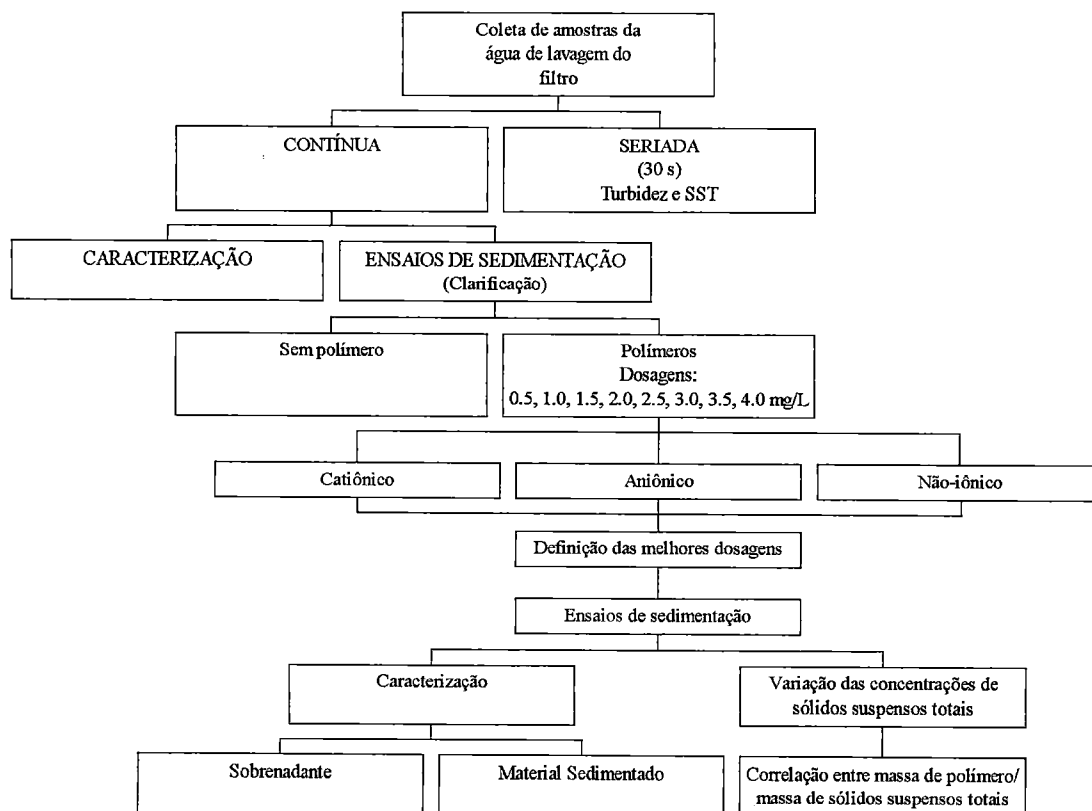 Coleta de amostras da
água de lavagem do
filtro
CONTÍNUA
SERIADA
(30 s)
Turbidez e SST
CARACTERIZAÇÃO
ENSAIOS DE SEDIMENTAÇÃO
(Clarificação)
Sem polímero
Polímeros
Dosagens:
0.5, 1.0, 1.5, 2.0, 2.5, 3.0, 3.5, 4.0 mg/L
Catiônico
Aniônico
Não-iônico
Definição das melhores dosagens
Ensaios de sedimentação
Caracterização
Variação das concentrações de
sólidos suspensos totais
Sobrenadante
Material Sedimentado
Correlação entre massa de polímero/
massa de sólidos suspensos totais